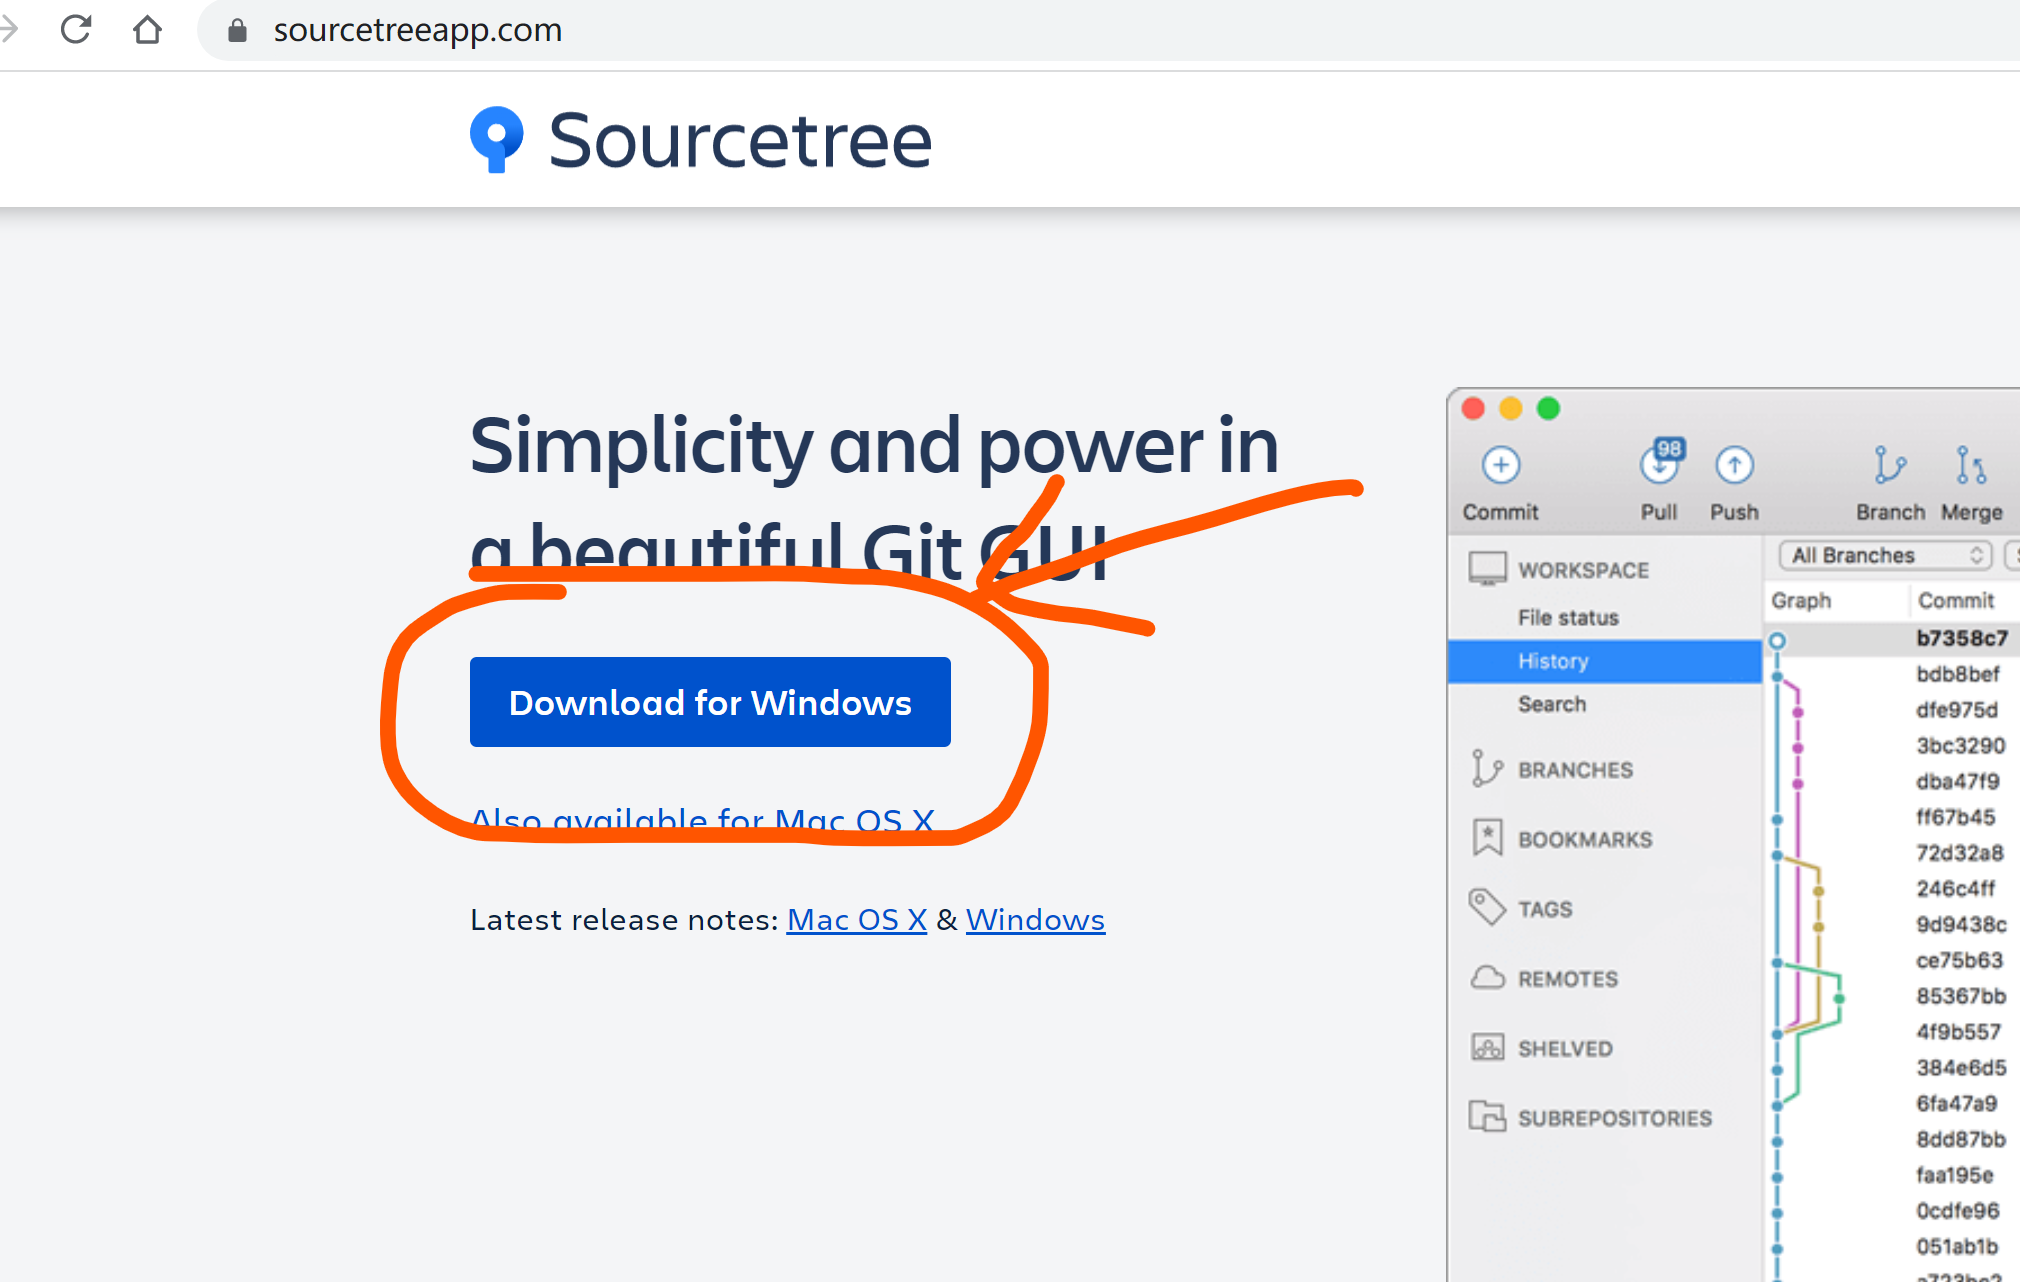 sourcetreeapp.com
Sourcetree
Simplicity and power in
a beautiful Git GUI
Download for Windows
Also available for Mac OS X
Latest release notes: Mac OS X & Windows
98
Commit Pull Push Branch Merge
WORKSPACE
File status
History
Search
BRANCHES
BOOKMARKS
TAGS
REMOTES
SHELVED
SUBREPOSITORIES
All Branches
Graph Commit
b7358c7
bdb8bef
dfe975d
3bc3290
dba47f9
ff67b45
72d32a8
246c4ff
9d9438c
ce75b63
85367bb
4f9b557
384e6d5
6fa47a9
8dd87bb
faa195e
0cdfe96
051ab1b